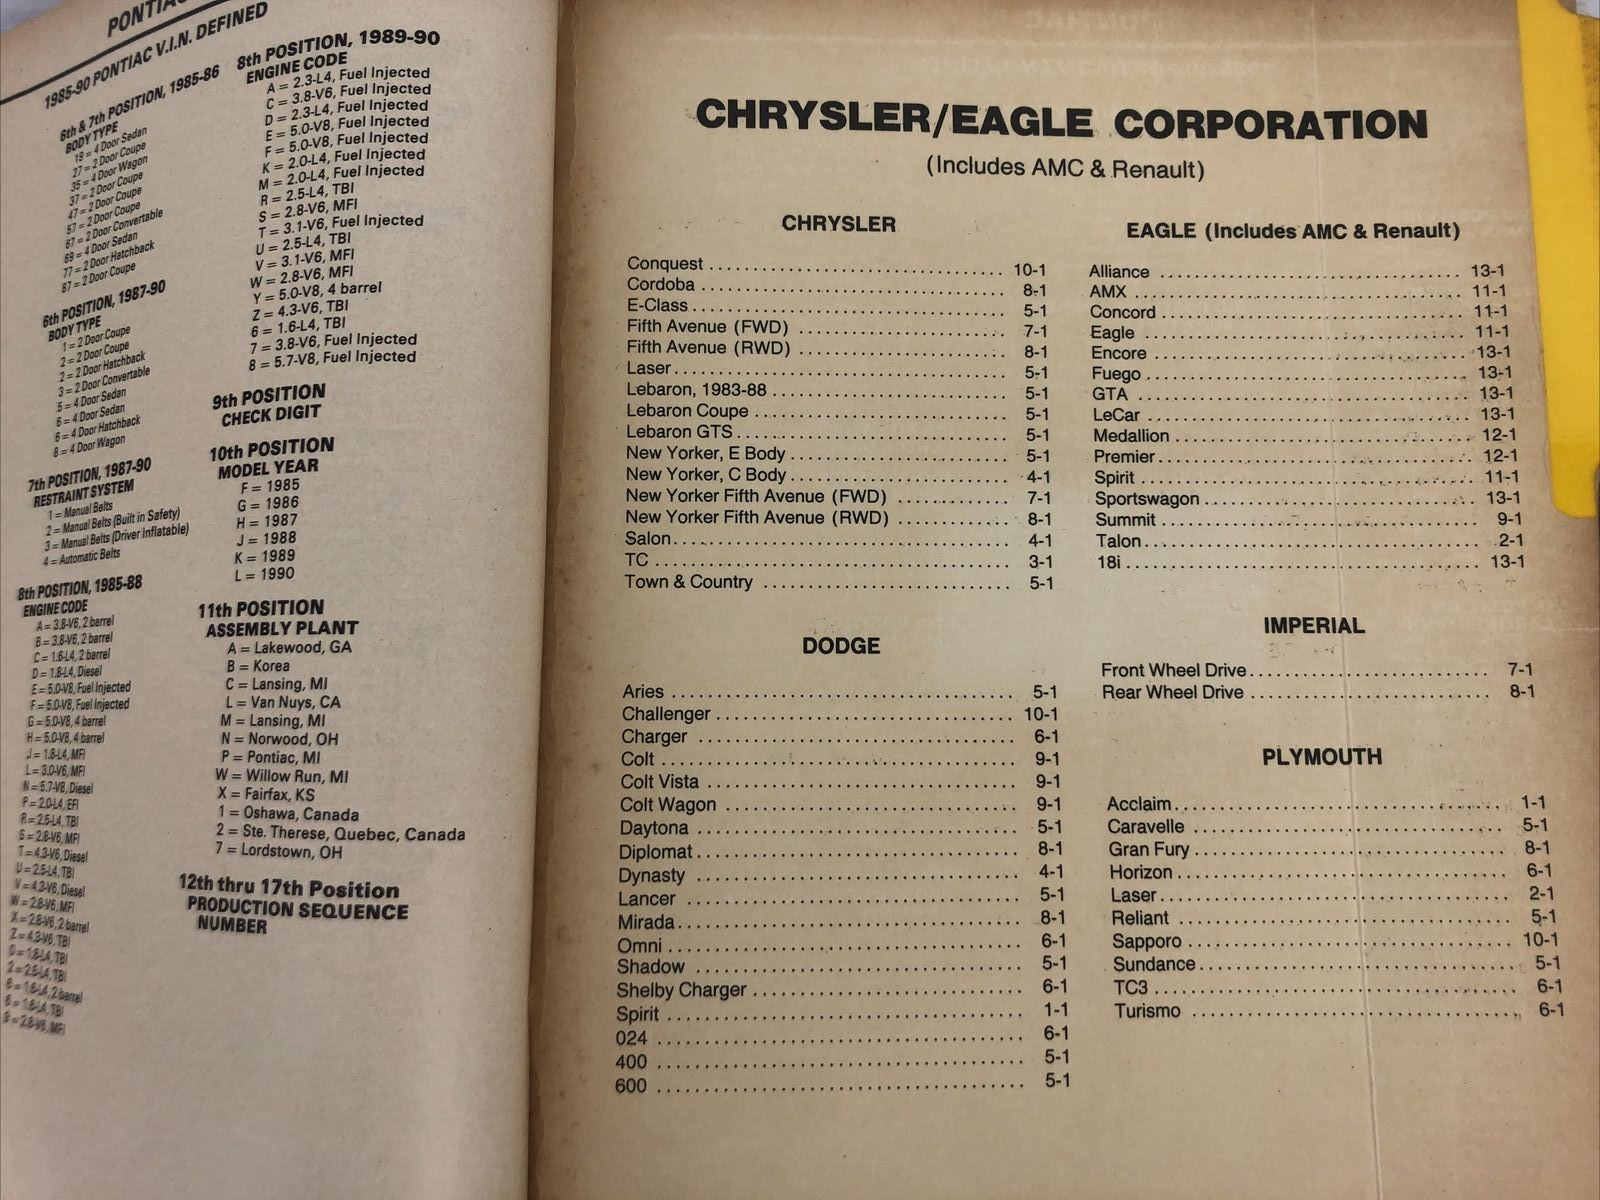 PONTIAC
1985-90 PONTIAC V.I.N. DEFINED
6th & 7th POSITION, 1985-86
BODY TYPE
19 = 4 Door Sedan
27 = 2 Door Coupe
35 = 4 Door Wagon
37 = 2 Door Coupe
47 = 2 Door Coupe
57 = 2 Door Coupe
67 = 2 Door Convertable
69 = 4 Door Sedan
77 = 2 Door Hatchback
87 = 2 Door Coupe
6th POSITION, 1987-90
BODY TYPE
1 = 2 Door Coupe
2 = 2 Door Coupe
2 = 2 Door Hatchback
3 = 2 Door Convertable
5 = 4 Door Sedan
6 = 4 Door Sedan
6 = 4 Door Hatchback
8 = 4 Door Wagon
7th POSITION, 1987-90
RESTRAINT SYSTEM
1 = Manual Belts
2 = Manual Belts (Built in Safety)
3 = Manual Belts (Driver Inflatable)
4 = Automatic Belts
8th POSITION, 1985-88
ENGINE CODE
A = 3.8-V6, 2 barrel
B = 3.8-V6, 2 barrel
C = 1.6-L4, 2 barrel
D = 1.8-L4, Diesel
E = 5.0-V8, Fuel Injected
F = 5.0-V8, Fuel Injected
G = 5.0-V8, 4 barrel
H = 5.0-V8, 4 barrel
J = 1.8-L4, MFI
L = 3.0-V6, MFI
N = 5.7-V8, Diesel
P = 2.0-L4, EFI
R = 2.5-L4, TBI
S = 2.8-V6, MFI
T = 4.3-V6, Diesel
U = 2.5-L4, TBI
V = 4.3-V6, Diesel
W = 2.8-V6, MFI
X = 2.8-V6, 2 barrel
Z = 4.3-V6, TBI
0 = 1.8-L4, TBI
2 = 2.5-L4, TBI
6 = 1.6-L4, 2 barrel
6 = 1.6-L4, TBI
9 = 2.8-V6, MFI
8th POSITION, 1989-90
ENGINE CODE
A = 2.3-L4, Fuel Injected
C = 3.8-V6, Fuel Injected
D = 2.3-L4, Fuel Injected
E = 5.0-V8, Fuel Injected
F = 5.0-V8, Fuel Injected
K = 2.0-L4, Fuel Injected
M = 2.0-L4, Fuel Injected
R = 2.5-L4, TBI
S = 2.8-V6, MFI
T = 3.1-V6, Fuel Injected
U = 2.5-L4, TBI
V = 3.1-V6, MFI
W = 2.8-V6, MFI
Y = 5.0-V8, 4 barrel
Z = 4.3-V6, TBI
6 = 1.6-L4, TBI
7 = 3.8-V6, Fuel Injected
8 = 5.7-V8, Fuel Injected
9th POSITION
CHECK DIGIT
10th POSITION
MODEL YEAR
F = 1985
G = 1986
H = 1987
J = 1988
K = 1989
L = 1990
11th POSITION
ASSEMBLY PLANT
A = Lakewood, GA
B = Korea
C = Lansing, MI
L = Van Nuys, CA
M = Lansing, MI
N = Norwood, OH
P = Pontiac, MI
W = Willow Run, MI
X = Fairfax, KS
1 = Oshawa, Canada
2 = Ste. Therese, Quebec, Canada
7 = Lordstown, OH
12th thru 17th Position
PRODUCTION SEQUENCE
NUMBER
CHRYSLER/EAGLE CORPORATION
(Includes AMC & Renault)
CHRYSLER
Conquest 10-1
Cordoba 8-1
E-Class 5-1
Fifth Avenue (FWD) 7-1
Fifth Avenue (RWD) 8-1
Laser 5-1
Lebaron, 1983-88 5-1
Lebaron Coupe 5-1
Lebaron GTS 5-1
New Yorker, E Body 5-1
New Yorker, C Body 4-1
New Yorker Fifth Avenue (FWD) 7-1
New Yorker Fifth Avenue (RWD) 8-1
Salon 4-1
TC 3-1
Town & Country 5-1
DODGE
Aries 5-1
Challenger 10-1
Charger 6-1
Colt 9-1
Colt Vista 9-1
Colt Wagon 9-1
Daytona 5-1
Diplomat 8-1
Dynasty 4-1
Lancer 5-1
Mirada 8-1
Omni 6-1
Shadow 5-1
Shelby Charger 6-1
Spirit 1-1
024 6-1
400 5-1
600 5-1
EAGLE (Includes AMC & Renault)
Alliance 13-1
AMX 11-1
Concord 11-1
Eagle 11-1
Encore 13-1
Fuego 13-1
GTA 13-1
LeCar 13-1
Medallion 12-1
Premier 12-1
Spirit 11-1
Sportswagon 13-1
Summit 9-1
Talon 2-1
18i 13-1
IMPERIAL
Front Wheel Drive 7-1
Rear Wheel Drive 8-1
PLYMOUTH
Acclaim 1-1
Caravelle 5-1
Gran Fury 8-1
Horizon 6-1
Laser 2-1
Reliant 5-1
Sapporo 10-1
Sundance 5-1
TC3 6-1
Turismo 6-1